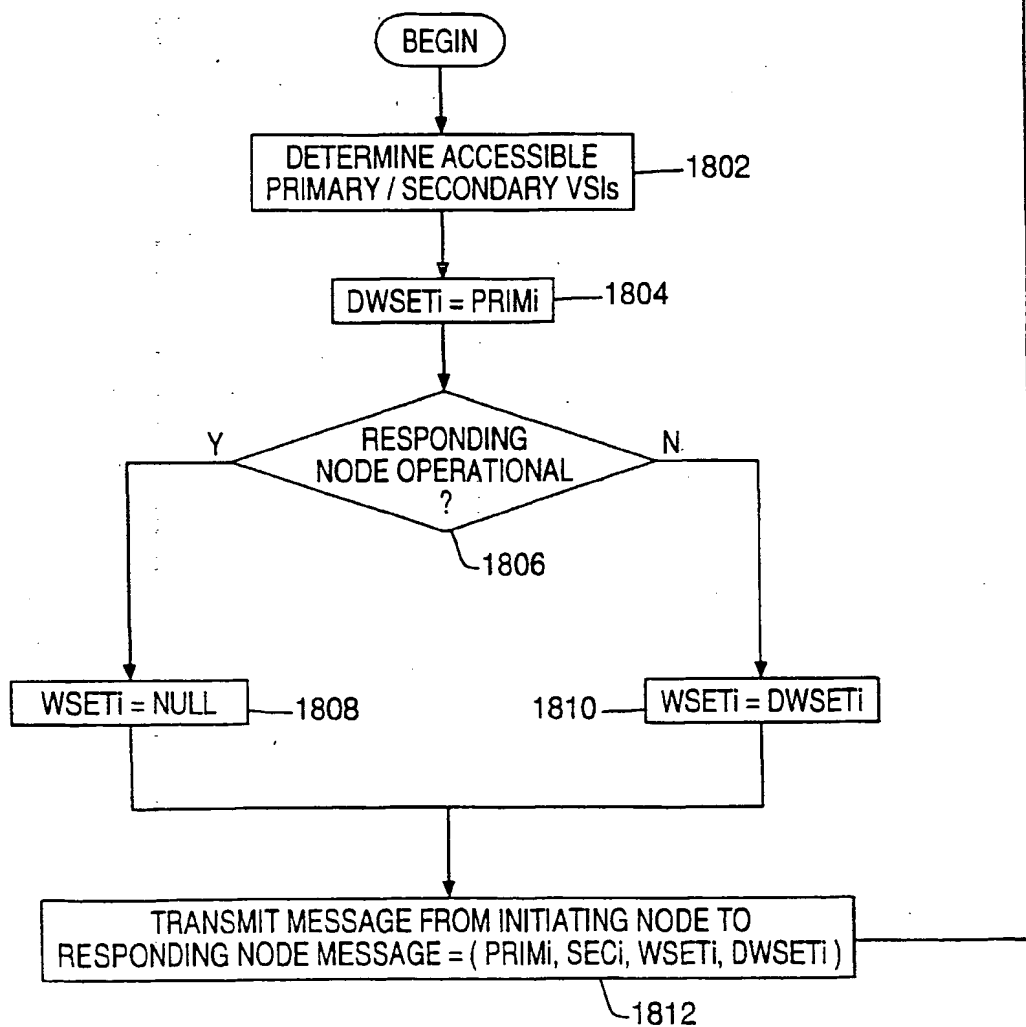 BEGIN
DETERMINE ACCESSIBLE
PRIMARY / SECONDARY VSIs
1802
DWSETi = PRIMi
1804
Y
RESPONDING
NODE OPERATIONAL
?
N
1806
WSETi = NULL
1808
1810
WSETi = DWSETi
TRANSMIT MESSAGE FROM INITIATING NODE TO
RESPONDING NODE MESSAGE = ( PRIMi, SECi, WSETi, DWSETi )
1812